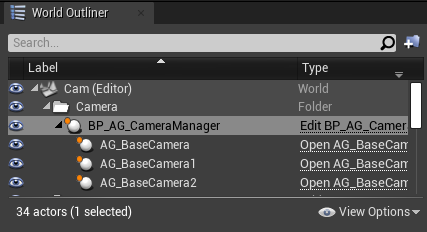 World Outliner
Search...
Label Type
Cam (Editor) World
Camera Folder
BP_AG_CameraManager Edit BP_AG_Camer
AG_BaseCamera Open AG_BaseCam
AG_BaseCamera1 Open AG_BaseCam
AG_BaseCamera2 Open AG_BaseCam
34 actors (1 selected) View Options